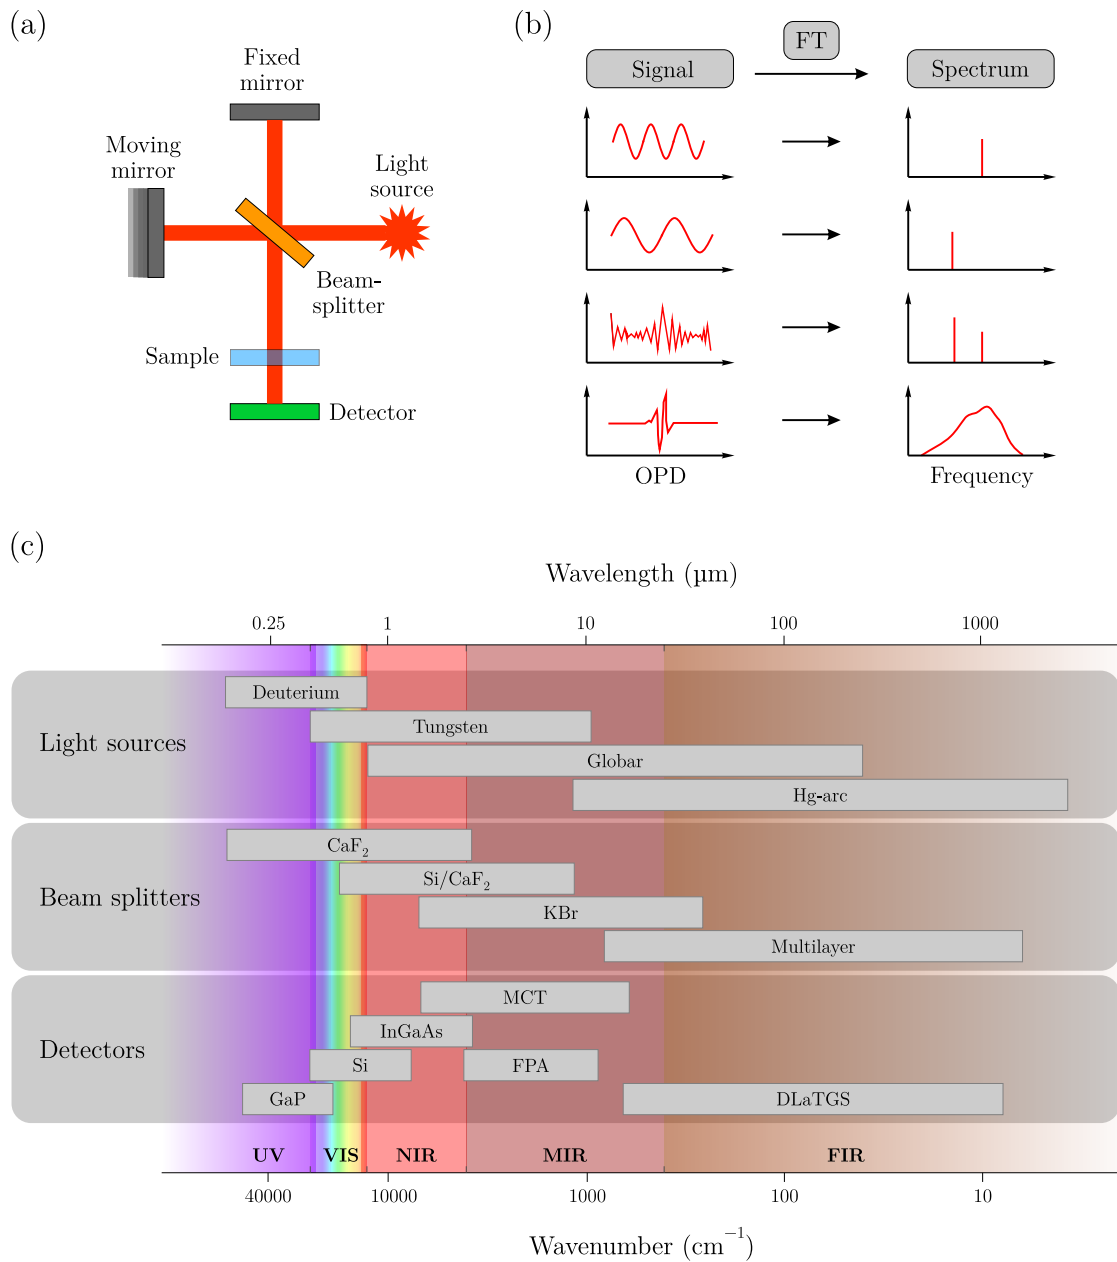 (a)
Fixed
mirror
Moving
mirror
Light
source
Beam-
splitter
Sample
Detector
(b)
FT
Signal
Spectrum
OPD
Frequency
(c)
Wavelength (µm)
0.25 1 10 100 1000
Light sources
Deuterium
Tungsten
Globar
Hg-arc
Beam splitters
CaF₂
Si/CaF₂
KBr
Multilayer
Detectors
MCT
InGaAs
Si FPA
GaP DLaTGS
UV VIS NIR MIR FIR
40000 10000 1000 100 10
Wavenumber (cm⁻¹)